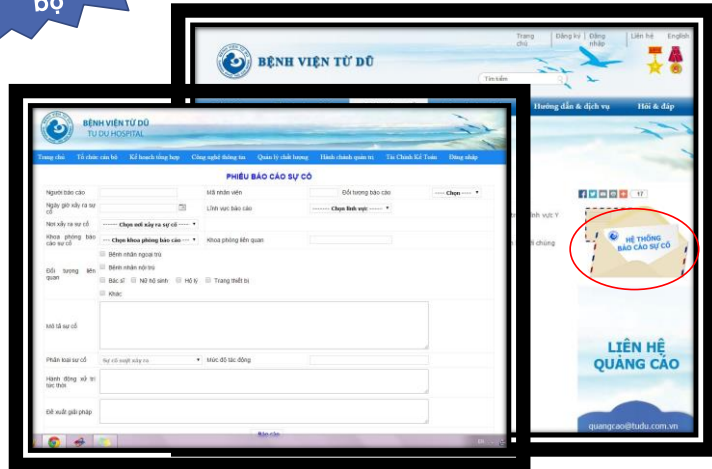 bộ
Trang chủ
Đăng ký
Đăng nhập
Liên hệ
English
BỆNH VIỆN TỪ DŨ
Tìm kiếm
Hướng dẫn & dịch vụ
Hỏi & đáp
17
HỆ THỐNG
BÁO CÁO SỰ CỐ
LIÊN HỆ
QUẢNG CÁO
quangcao@tudu.com.vn
BỆNH VIỆN TỪ DŨ
TU DU HOSPITAL
Trang chủ Tổ chức cán bộ Kế hoạch tổng hợp Công nghệ thông tin Quản lý chất lượng Hành chánh quản trị Tài Chánh Kế Toán Đăng nhập
PHIẾU BÁO CÁO SỰ CỐ
Người báo cáo Mã nhân viên Đối tượng báo cáo ---- Chọn ----
Ngày giờ xảy ra sự cố Lĩnh vực báo cáo ------ Chọn lĩnh vực ------
Nơi xảy ra sự cố ------ Chọn nơi xảy ra sự cố ----
Khoa phòng báo cáo sự cố --- Chọn khoa phòng báo cáo ---- Khoa phòng liên quan
Đối tượng liên quan
Bệnh nhân ngoại trú
Bệnh nhân nội trú
Bác sĩ Nữ hộ sinh Hộ lý Trang thiết bị
Khác
Mô tả sự cố
Phân loại sự cố Sự cố suýt xảy ra Mức độ tác động
Hành động xử trí tức thời
Đề xuất giải pháp
Báo cáo
EN